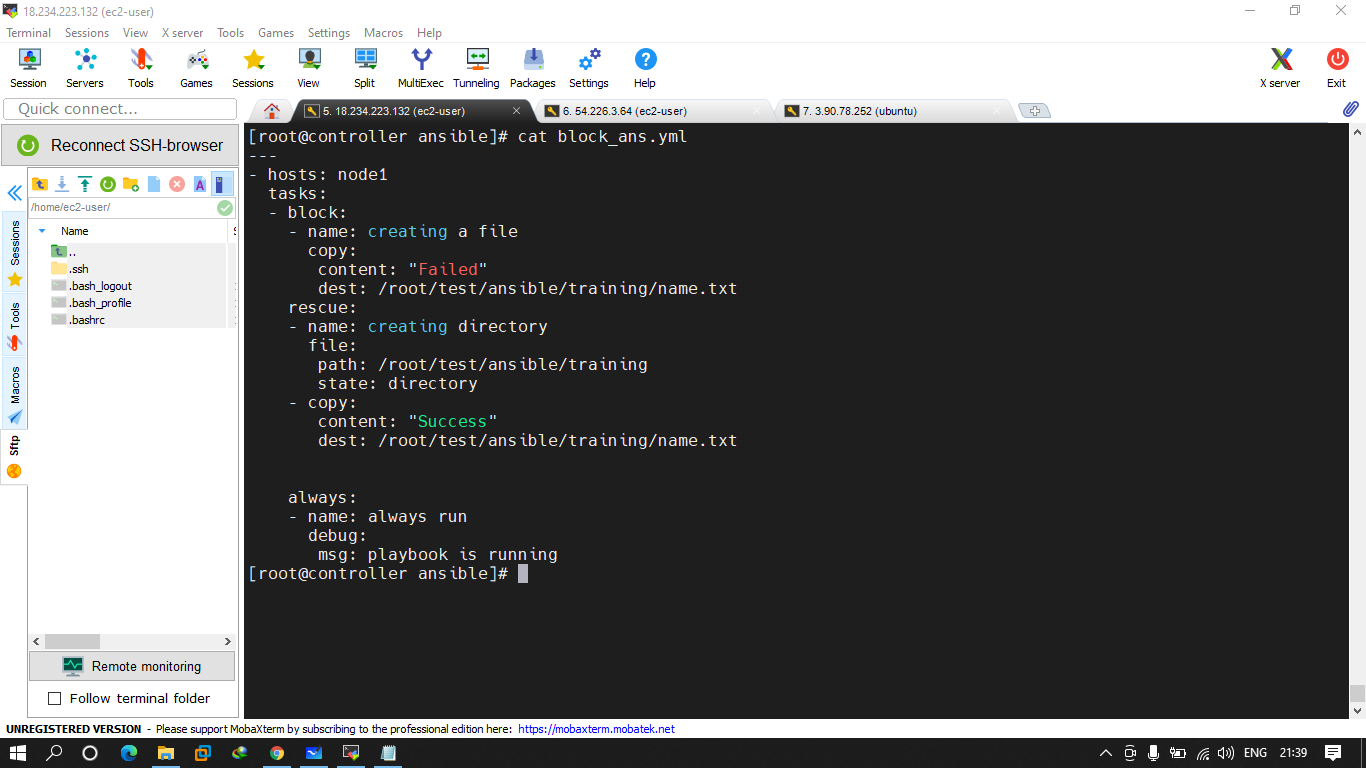 18.234.223.132 (ec2-user)
Terminal Sessions View X server Tools Games Settings Macros Help
Session Servers Tools Games Sessions View Split MultiExec Tunneling Packages Settings Help X server Exit
Quick connect...
5. 18.234.223.132 (ec2-user) 6. 54.226.3.64 (ec2-user) 7. 3.90.78.252 (ubuntu)
Reconnect SSH-browser
/home/ec2-user/
Name S
..
.ssh
.bash_logout
.bash_profile
.bashrc
Sessions
Tools
Macros
Sftp
Remote monitoring
Follow terminal folder
[root@controller ansible]# cat block_ans.yml
---
- hosts: node1
  tasks:
  - block:
    - name: creating a file
      copy:
       content: "Failed"
       dest: /root/test/ansible/training/name.txt
    rescue:
    - name: creating directory
      file:
       path: /root/test/ansible/training
       state: directory
    - copy:
       content: "Success"
       dest: /root/test/ansible/training/name.txt
    always:
    - name: always run
      debug:
       msg: playbook is running
[root@controller ansible]#
UNREGISTERED VERSION - Please support MobaXterm by subscribing to the professional edition here: https://mobaxterm.mobatek.net
ENG 21:39